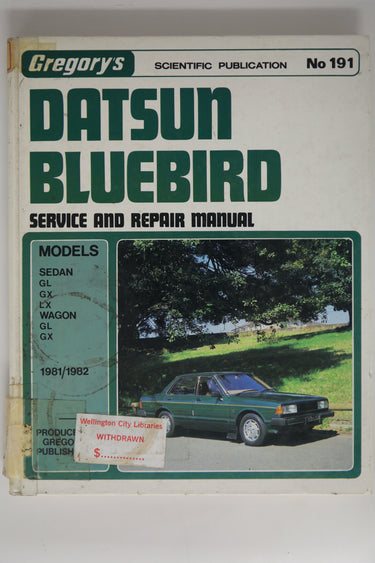 Gregory's
SCIENTIFIC PUBLICATION
No 191
DATSUN
BLUEBIRD
SERVICE AND REPAIR MANUAL
MODELS
SEDAN
GL
GX
LX
WAGON
GL
GX
1981/1982
PRODUCE
GREGO
PUBLISH
Wellington City Libraries
WITHDRAWN
$..............